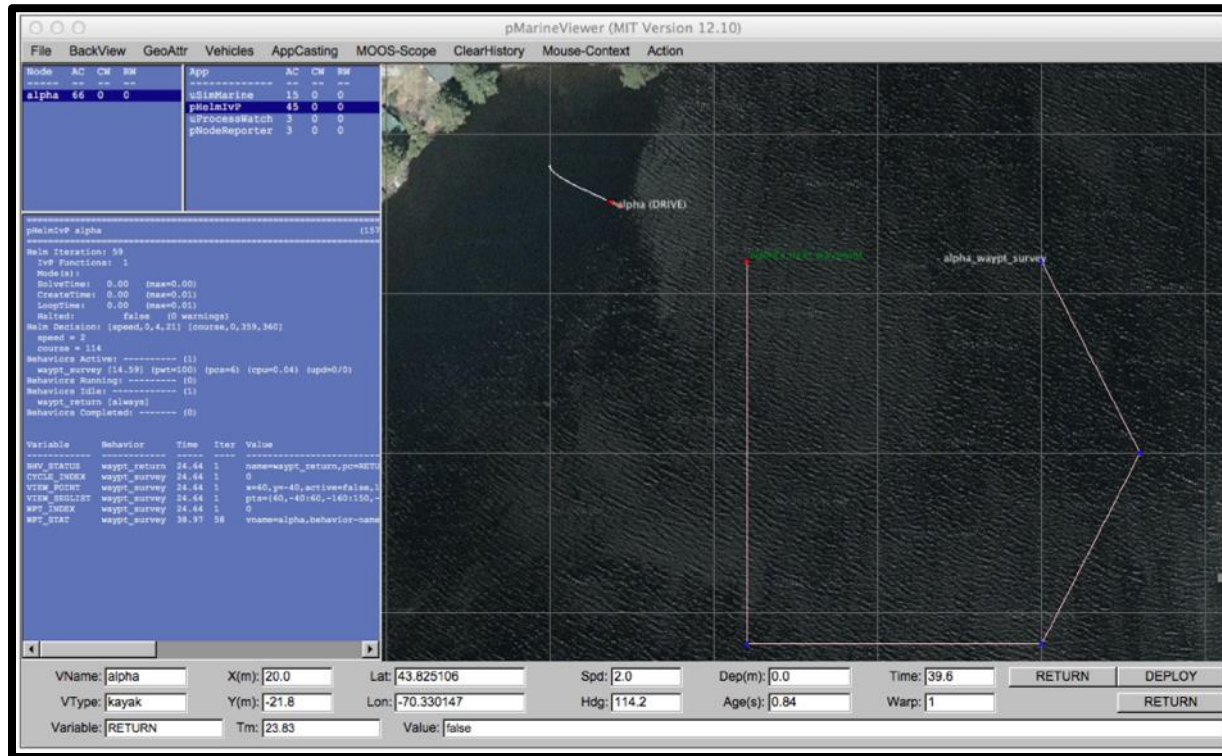 pMarineViewer (MIT Version 12.10)
File BackView GeoAttr Vehicles AppCasting MOOS-Scope ClearHistory Mouse-Context Action
Node AC CW RW
----- -- -- --
alpha 66 0 0
App AC CW RW
------------- -- -- --
uSimMarine 15 0 0
pHelmIvP 45 0 0
uProcessWatch 3 0 0
pNodeReporter 3 0 0
pHelmIvP alpha (157
Helm Iteration: 59
IvP Functions: 1
Mode(s):
SolveTime: 0.00 (max=0.00)
CreateTime: 0.00 (max=0.01)
LoopTime: 0.00 (max=0.01)
Halted: false (0 warnings)
Helm Decision: [speed,0,4,21] [course,0,359,360]
speed = 2
course = 114
Behaviors Active: ---------- (1)
waypt_survey [14.59] (pwt=100) (pcs=6) (cpu=0.04) (upd=0/0)
Behaviors Running: --------- (0)
Behaviors Idle: ------------ (1)
waypt_return [always]
Behaviors Completed: ------- (0)
Variable Behavior Time Iter Value
BHV_STATUS waypt_return 24.64 1 name=waypt_return,pc=RETU
CYCLE_INDEX waypt_survey 24.64 1 0
VIEW_POINT waypt_survey 24.64 1 x=60,y=-40,active=false,l
VIEW_SEGLIST waypt_survey 24.64 1 pts={60,-40:60,-160:150,-
WPT_INDEX waypt_survey 24.64 1 0
WPT_STAT waypt_survey 38.97 58 vname=alpha,behavior-name
alpha (DRIVE)
alpha_waypt_survey
VName: alpha X(m): 20.0 Lat: 43.825106 Spd: 2.0 Dep(m): 0.0 Time: 39.6 RETURN DEPLOY
VType: kayak Y(m): -21.8 Lon: -70.330147 Hdg: 114.2 Age(s): 0.84 Warp: 1 RETURN
Variable: RETURN Tm: 23.83 Value: false